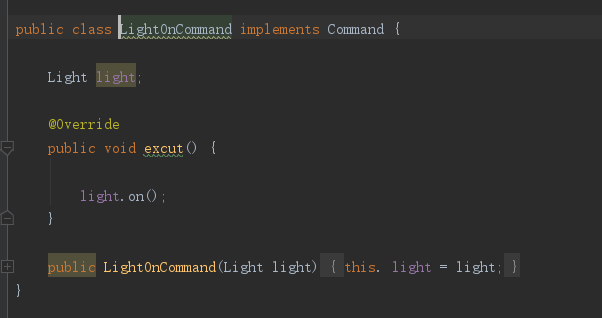 public class LightOnCommand implements Command {
Light light;
@Override
public void excut() {
light.on();
}
public LightOnCommand(Light light) { this. light = light; }
}